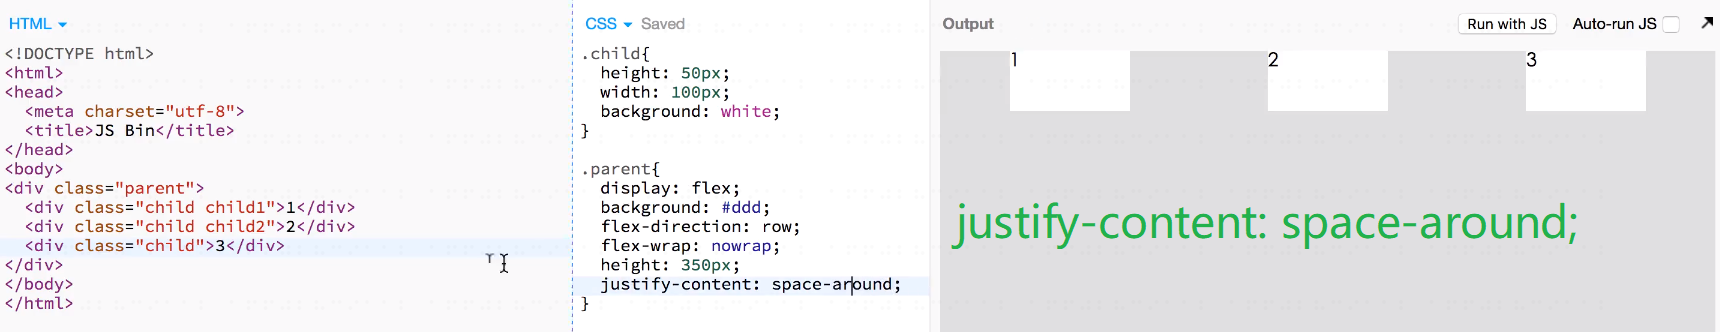 HTML
<!DOCTYPE html>
<html>
<head>
  <meta charset="utf-8">
  <title>JS Bin</title>
</head>
<body>
<div class="parent">
  <div class="child child1">1</div>
  <div class="child child2">2</div>
  <div class="child">3</div>
</div>
</body>
</html>
CSS Saved
.child{
  height: 50px;
  width: 100px;
  background: white;
}
.parent{
  display: flex;
  background: #ddd;
  flex-direction: row;
  flex-wrap: nowrap;
  height: 350px;
  justify-content: space-around;
}
Output Run with JS Auto-run JS
1 2 3
justify-content: space-around;